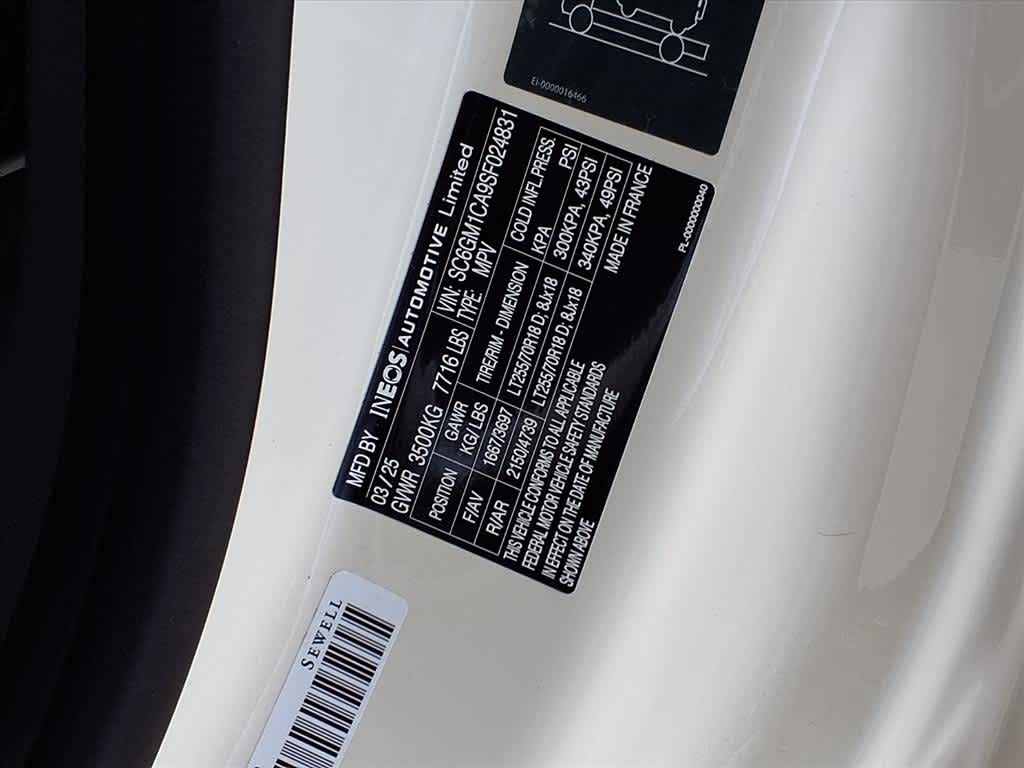 EI-0000016466
MFD BY INEOS | AUTOMOTIVE Limited
03 / 25 VIN: SC6GM1CA9SF024831
GVWR 3500KG 7716 LBS TYPE: MPV
POSITION GAWR KG/ LBS TIRE/RIM - DIMENSION COLD INFL.PRESS. KPA PSI
F/AV 1667/3697 LT255/70R18 D; 8Jx18 300KPA, 43PSI
R/AR 2150/4739 LT255/70R18 D; 8Jx18 340KPA, 49PSI
THIS VEHICLE CONFORMS TO ALL APPLICABLE MADE IN FRANCE
FEDERAL MOTOR VEHICLE SAFETY STANDARDS
IN EFFECT ON THE DATE OF MANUFACTURE
SHOWN ABOVE
PL-0000000040
SEWELL